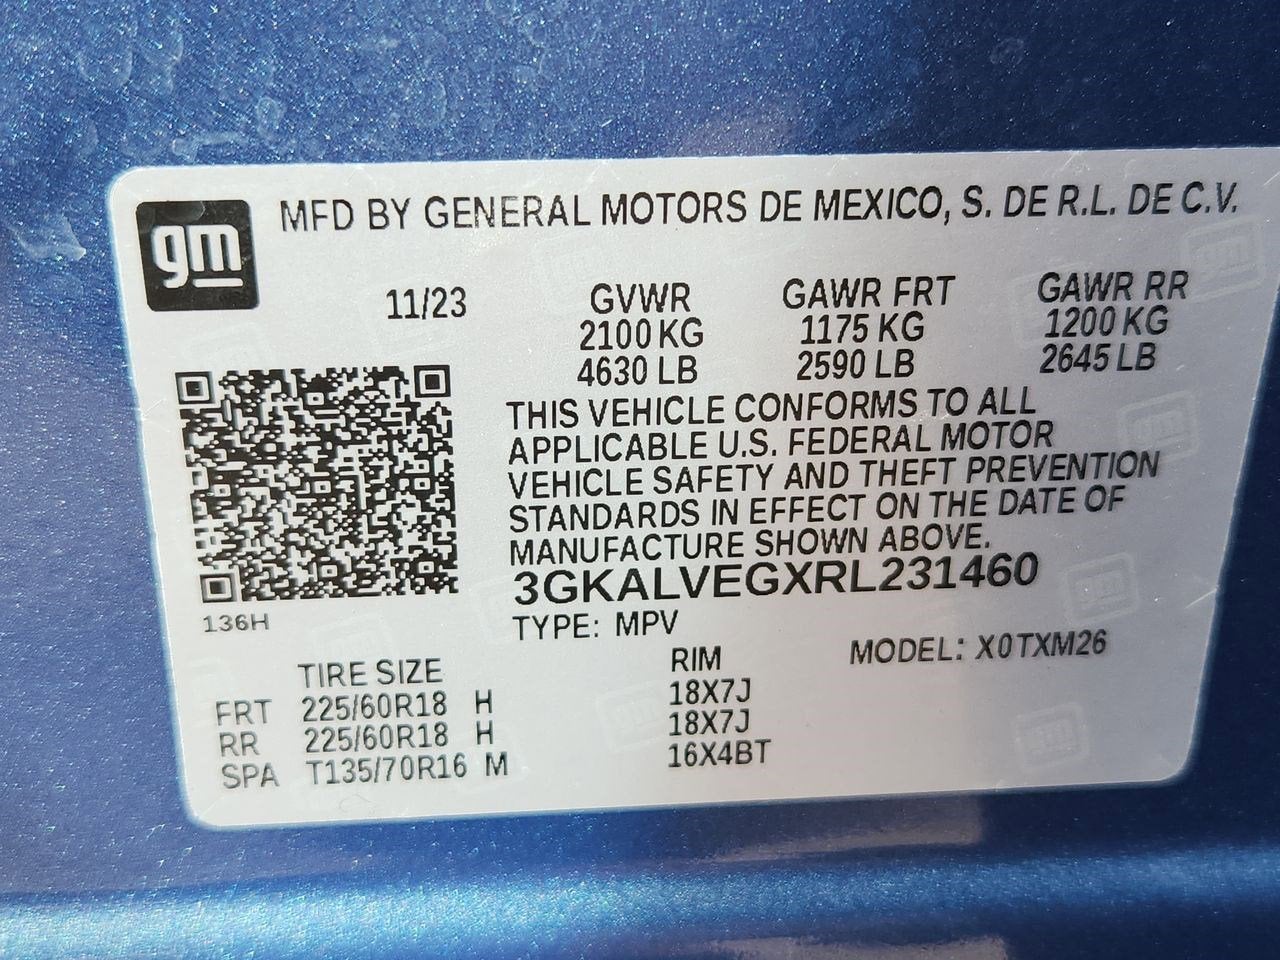 gm
MFD BY GENERAL MOTORS DE MEXICO, S. DE R.L. DE C.V.
11/23 GVWR GAWR FRT GAWR RR
2100 KG 1175 KG 1200 KG
4630 LB 2590 LB 2645 LB
THIS VEHICLE CONFORMS TO ALL
APPLICABLE U.S. FEDERAL MOTOR
VEHICLE SAFETY AND THEFT PREVENTION
STANDARDS IN EFFECT ON THE DATE OF
MANUFACTURE SHOWN ABOVE.
3GKALVEGXRL231460
136H
TYPE: MPV MODEL: X0TXM26
TIRE SIZE RIM
FRT 225/60R18 H 18X7J
RR 225/60R18 H 18X7J
SPA T135/70R16 M 16X4BT